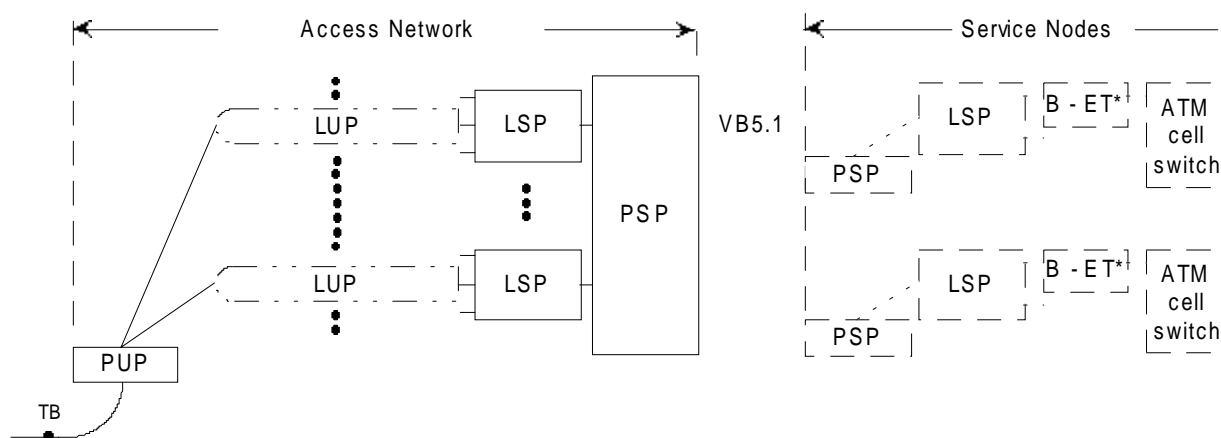 Access Network
Service Nodes
LUP
LSP
VB5.1
LSP
B - ET*
ATM
cell
switch
PSP
PSP
LUP
LSP
LSP
B - ET*
ATM
cell
switch
PSP
PUP
TB